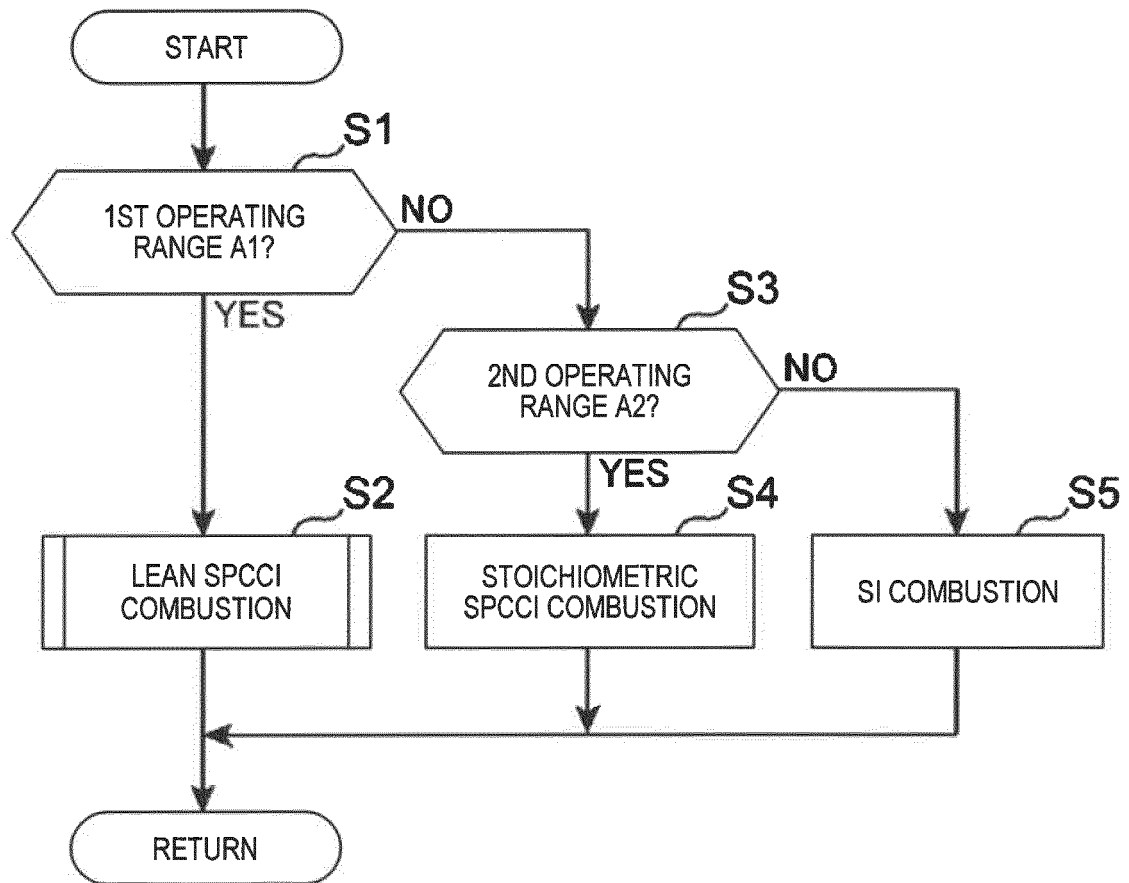 START
S1
1ST OPERATING
RANGE A1?
NO
YES
S3
2ND OPERATING
RANGE A2?
NO
YES
S2
LEAN SPCCI
COMBUSTION
S4
STOICHIOMETRIC
SPCCI COMBUSTION
S5
SI COMBUSTION
RETURN